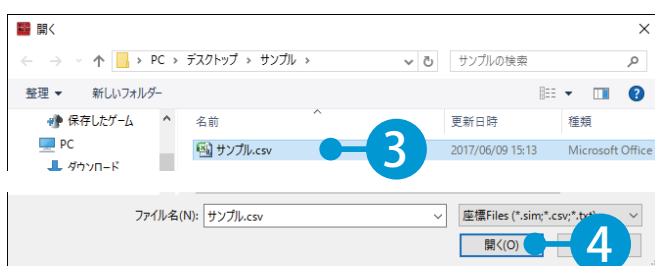 開く
PC › デスクトップ › サンプル ›
サンプルの検索
整理
新しいフォルダー
保存したゲーム
PC
ダウンロード
名前
更新日時
種類
サンプル.csv
3
2017/06/09 15:13
Microsoft Office
ファイル名(N):
サンプル.csv
座標Files (*.sim;*.csv;*.txt)
開く(O)
4